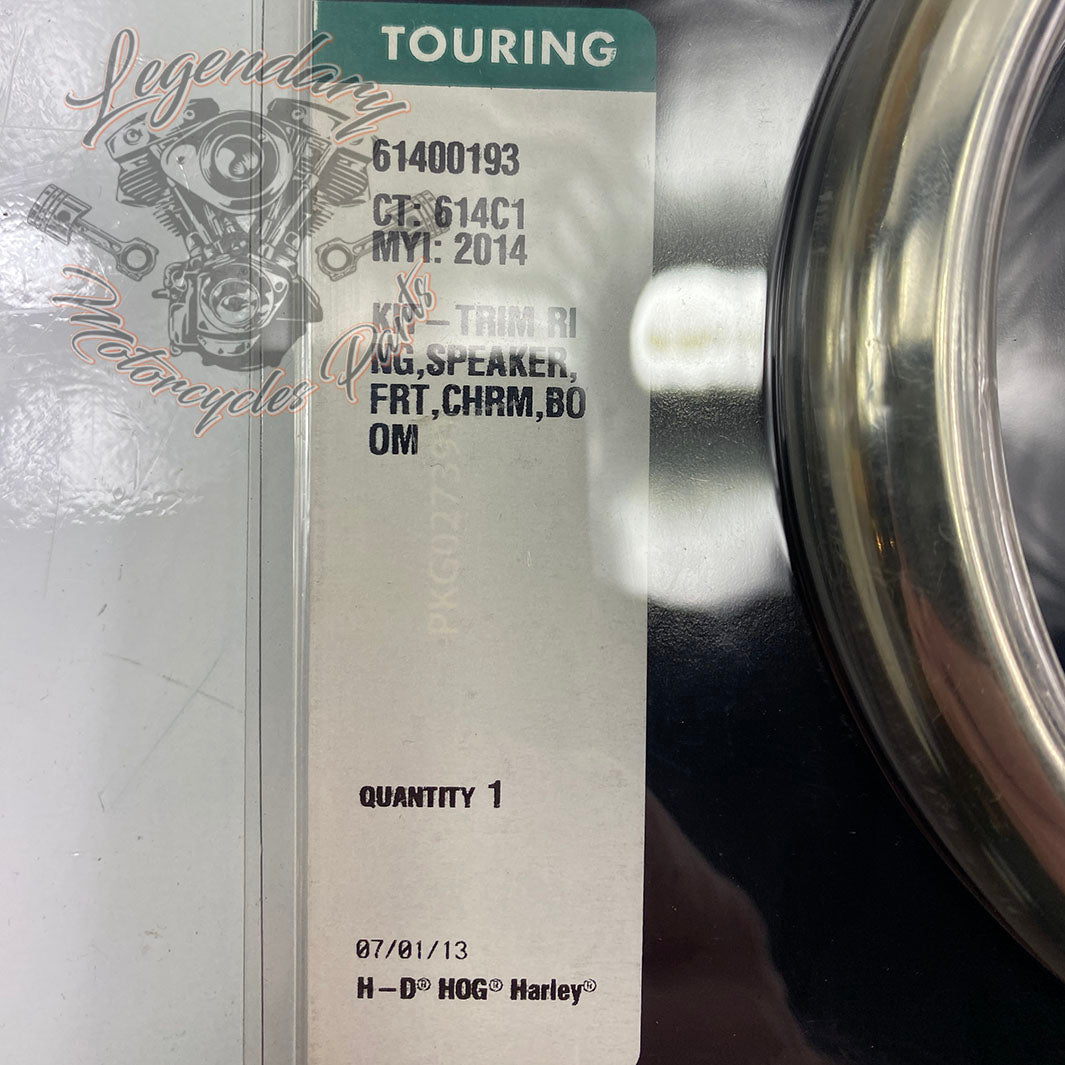 TOURING
Legendary
Motorcycles Parts
61400193
CT: 614C1
MYI: 2014
KIT-TRIM RI
NG,SPEAKER,
FRT,CHRM,BO
OM
QUANTITY 1
07/01/13
H-D® HOG® Harley®